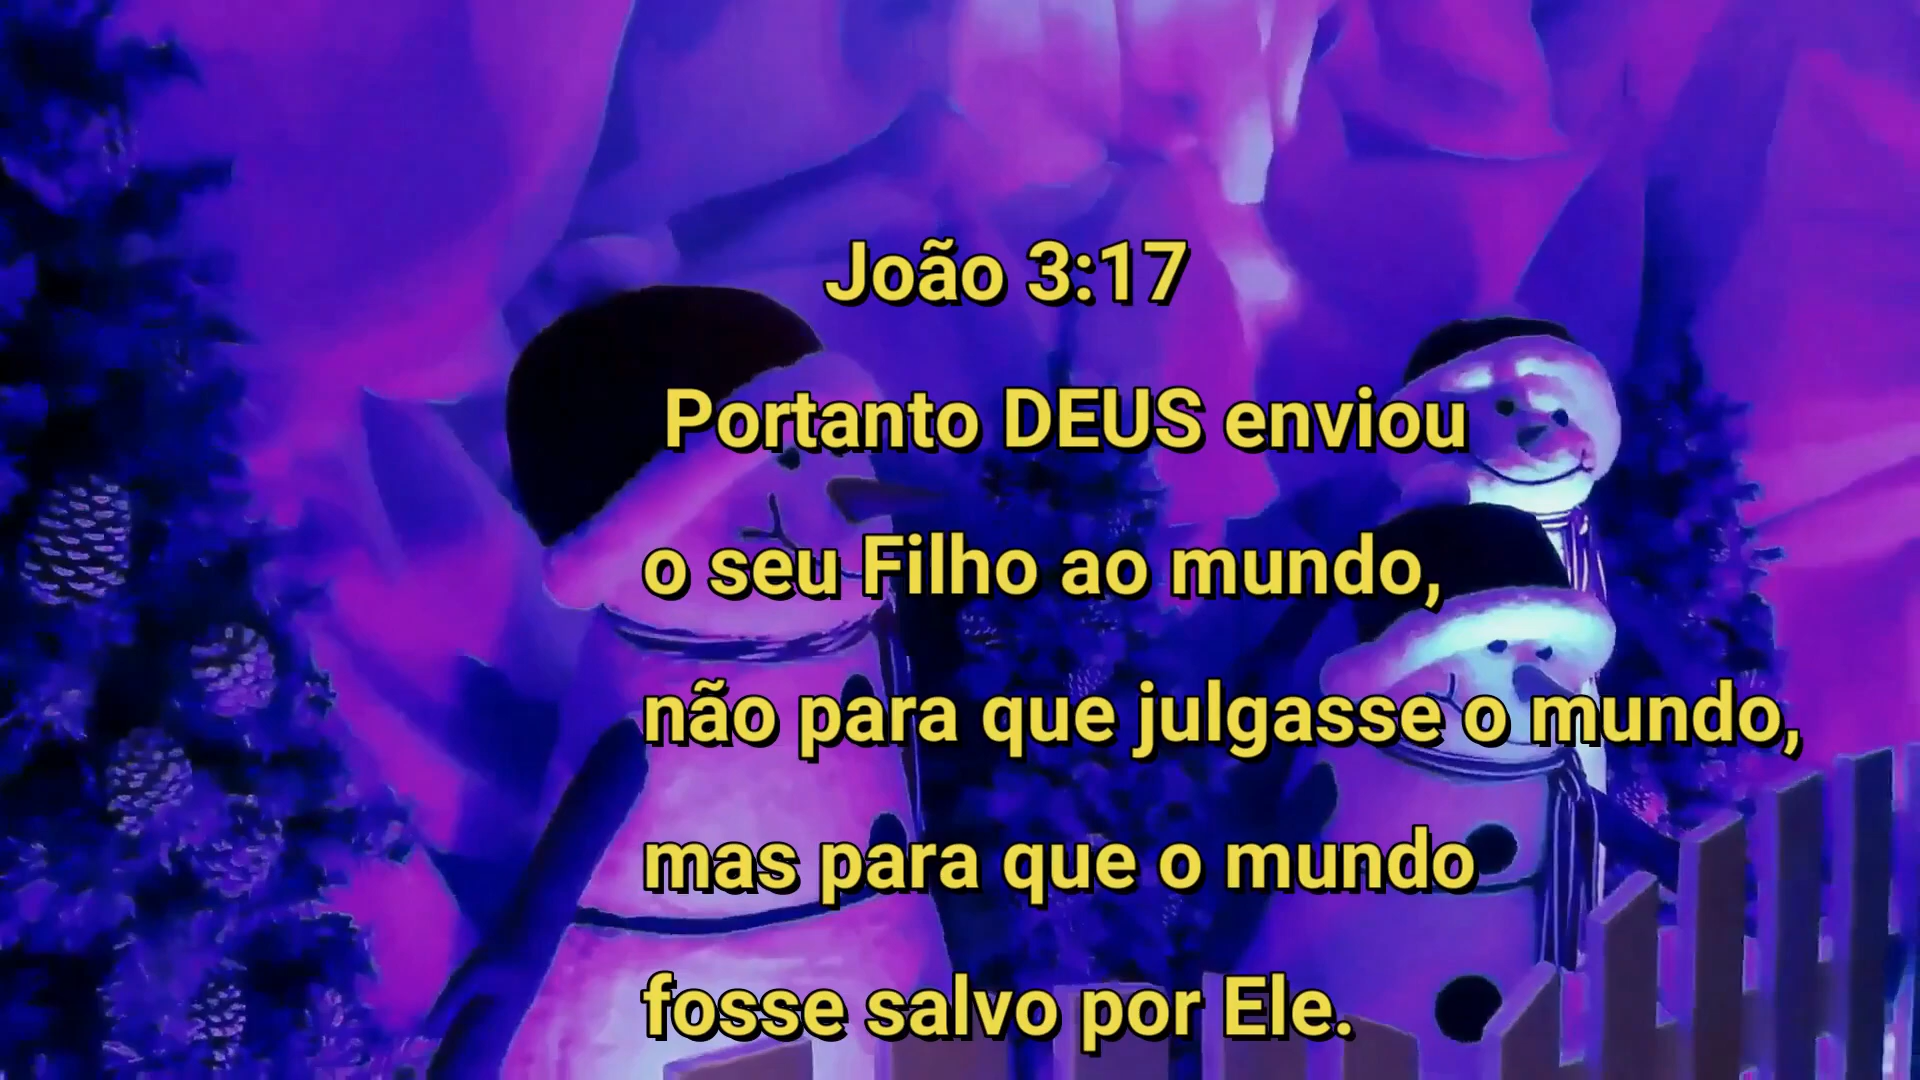 João 3:17
Portanto DEUS enviou
o seu Filho ao mundo,
não para que julgasse o mundo,
mas para que o mundo
fosse salvo por Ele.